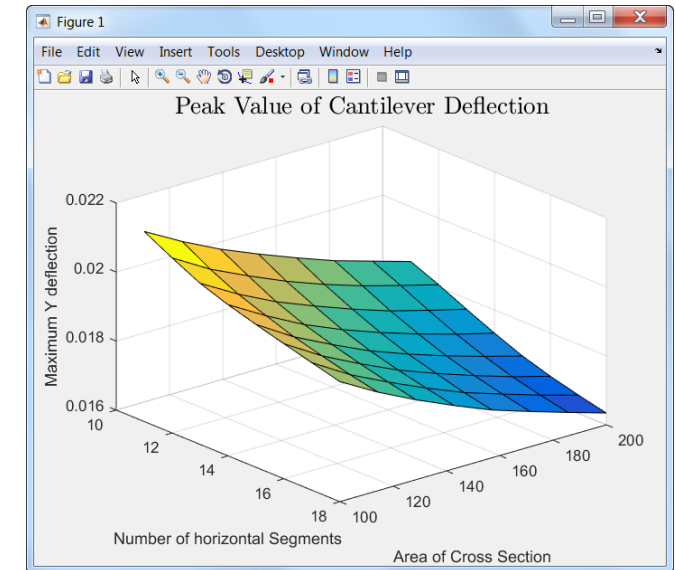 Figure 1
File Edit View Insert Tools Desktop Window Help
Peak Value of Cantilever Deflection
0.022
0.02
0.018
0.016
Maximum Y deflection
10
12
14
16
18
Number of horizontal Segments
100
120
140
160
180
200
Area of Cross Section